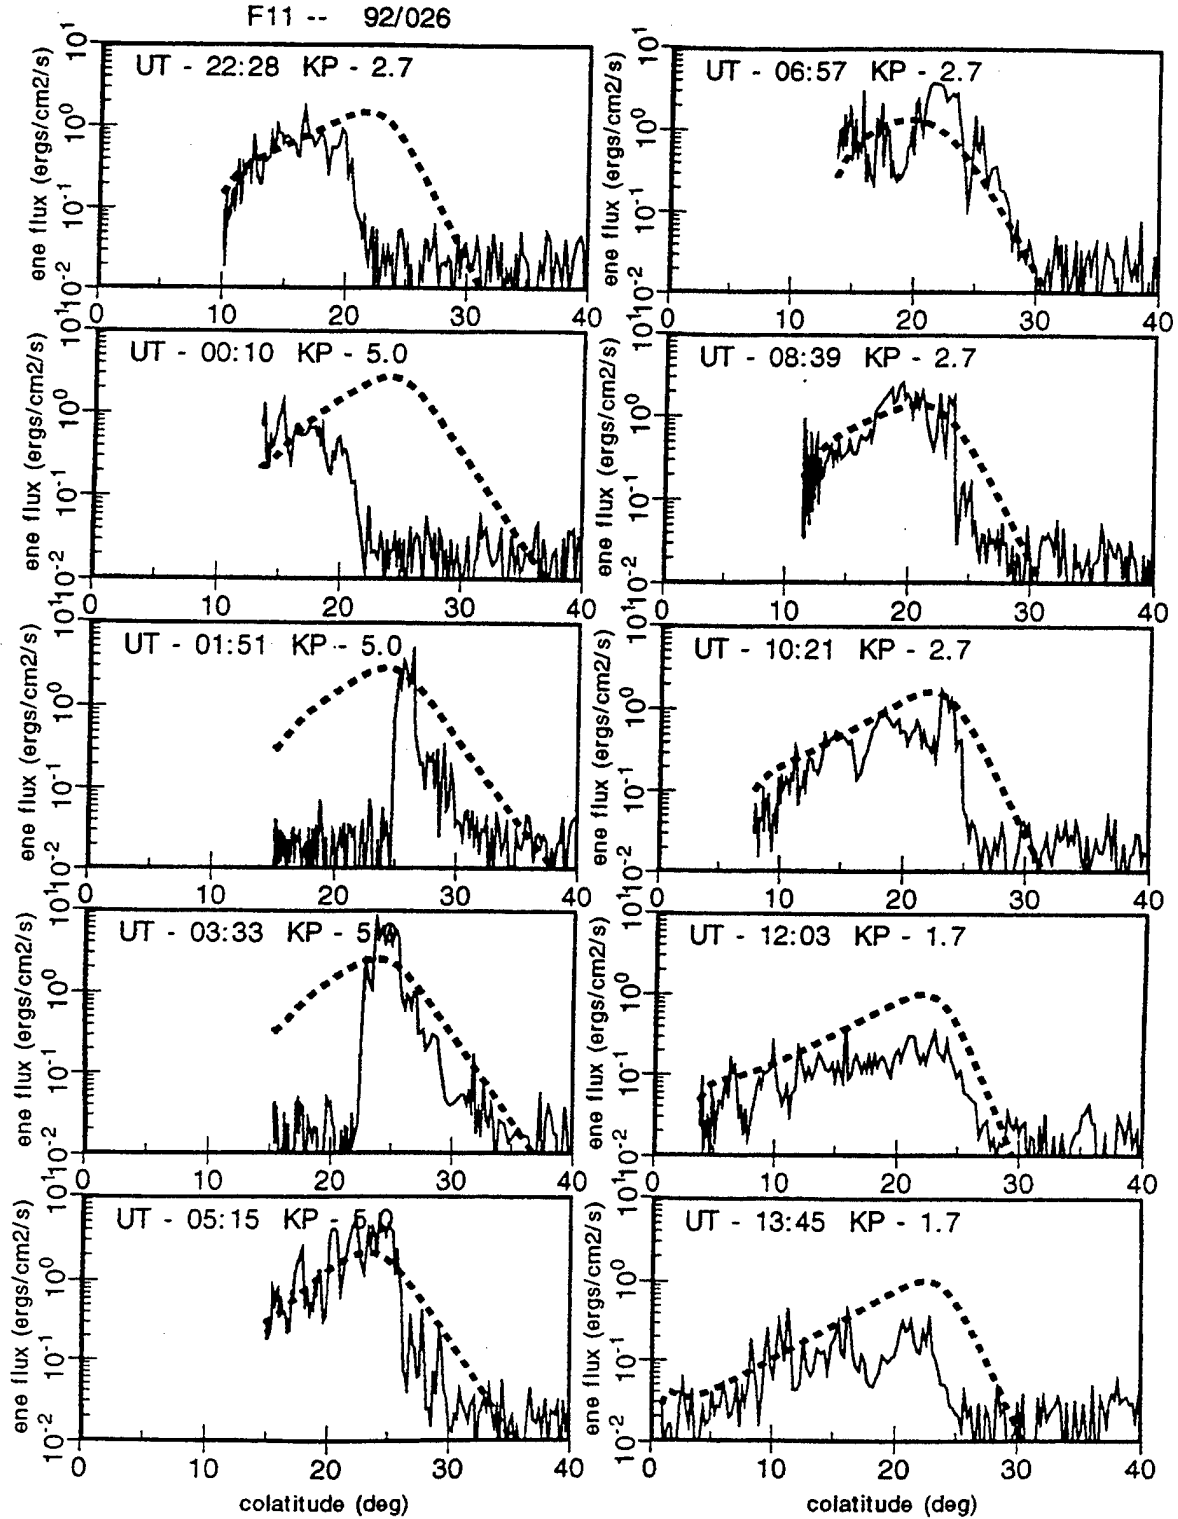 F11 -- 92/026
UT - 22:28 KP - 2.7
ene flux (ergs/cm2/s)
10^1
10^0
10^-1
10^-2
0 10 20 30 40
UT - 00:10 KP - 5.0
ene flux (ergs/cm2/s)
10^1
10^0
10^-1
10^-2
0 10 20 30 40
UT - 01:51 KP - 5.0
ene flux (ergs/cm2/s)
10^1
10^0
10^-1
10^-2
0 10 20 30 40
UT - 03:33 KP - 5.0
ene flux (ergs/cm2/s)
10^1
10^0
10^-1
10^-2
0 10 20 30 40
UT - 05:15 KP - 5.0
ene flux (ergs/cm2/s)
10^1
10^0
10^-1
10^-2
0 10 20 30 40
colatitude (deg)
UT - 06:57 KP - 2.7
ene flux (ergs/cm2/s)
10^1
10^0
10^-1
10^-2
0 10 20 30 40
UT - 08:39 KP - 2.7
ene flux (ergs/cm2/s)
10^1
10^0
10^-1
10^-2
0 10 20 30 40
UT - 10:21 KP - 2.7
ene flux (ergs/cm2/s)
10^1
10^0
10^-1
10^-2
0 10 20 30 40
UT - 12:03 KP - 1.7
ene flux (ergs/cm2/s)
10^1
10^0
10^-1
10^-2
0 10 20 30 40
UT - 13:45 KP - 1.7
ene flux (ergs/cm2/s)
10^1
10^0
10^-1
10^-2
0 10 20 30 40
colatitude (deg)